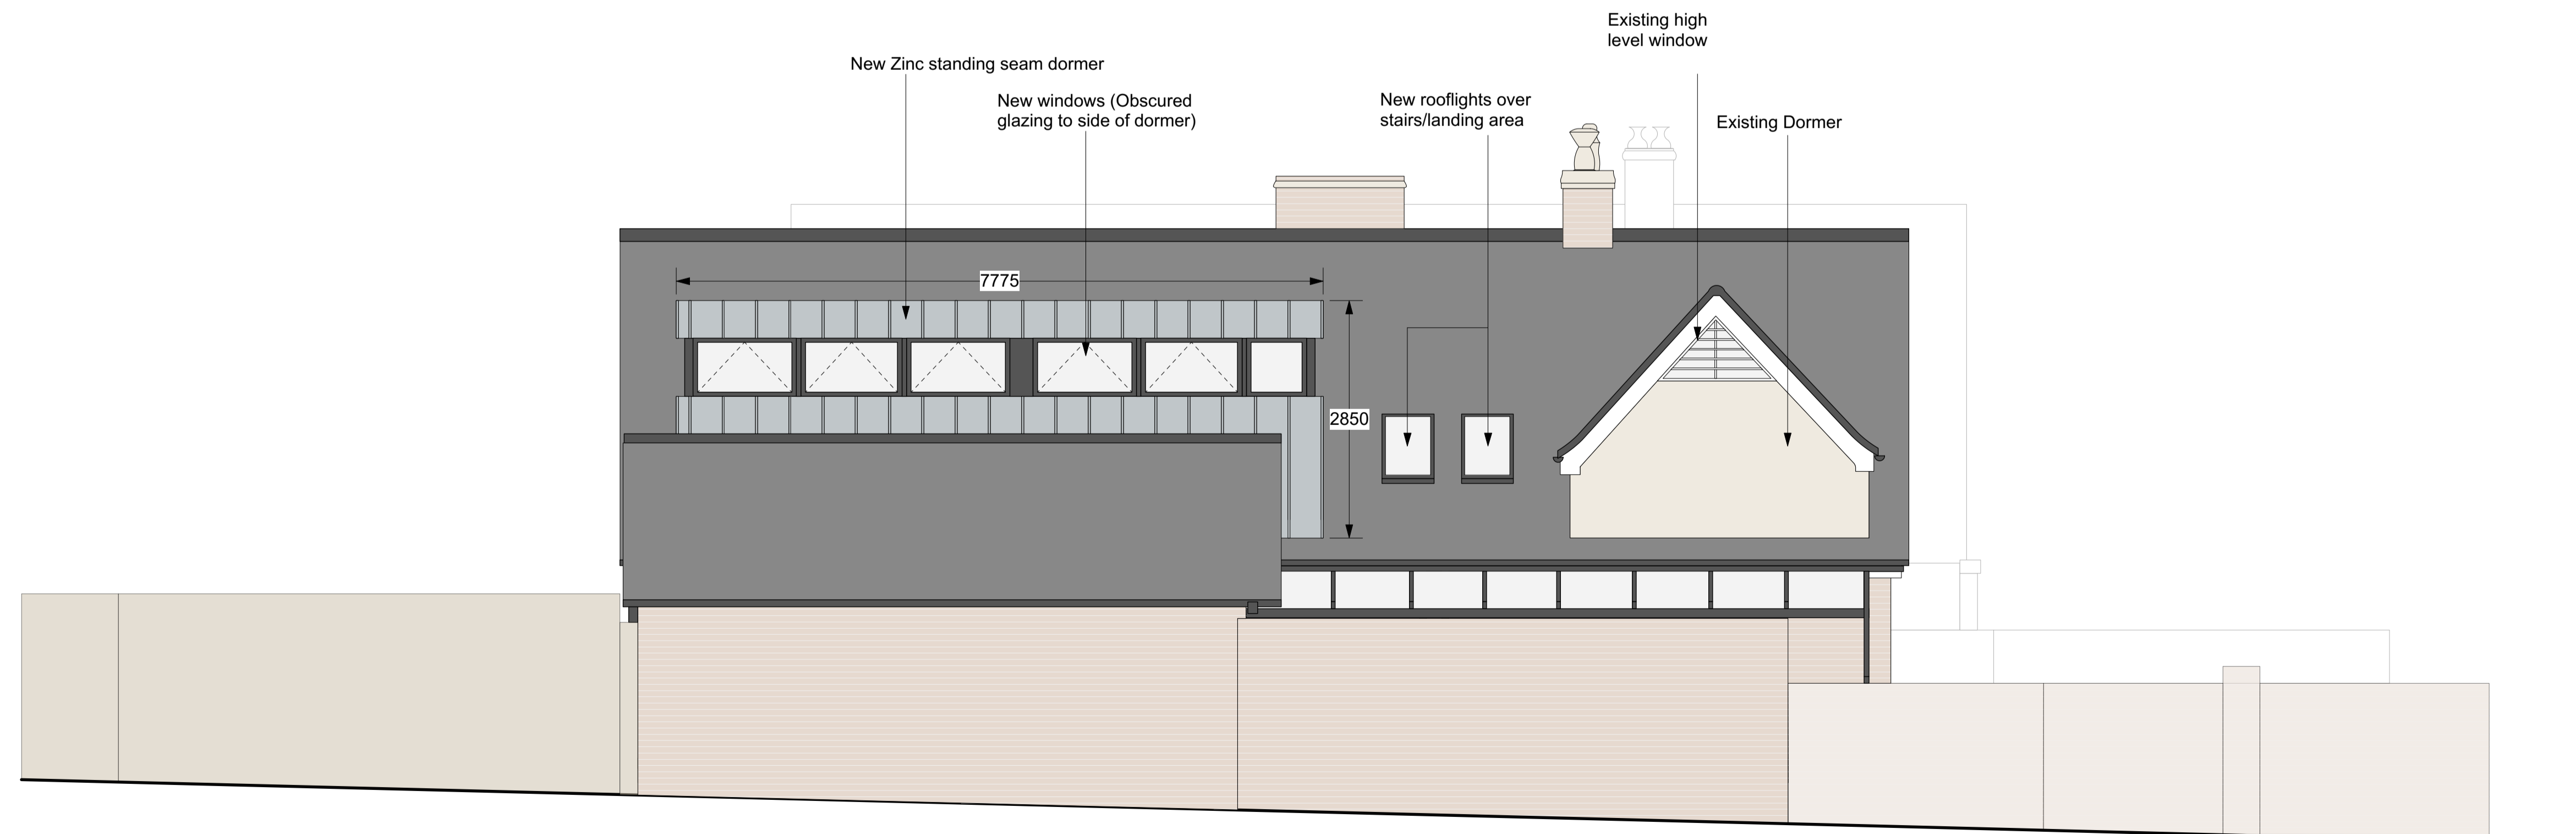 Existing high
level window
New Zinc standing seam dormer
New windows (Obscured
glazing to side of dormer)
New rooflights over
stairs/landing area
Existing Dormer
7775
2850